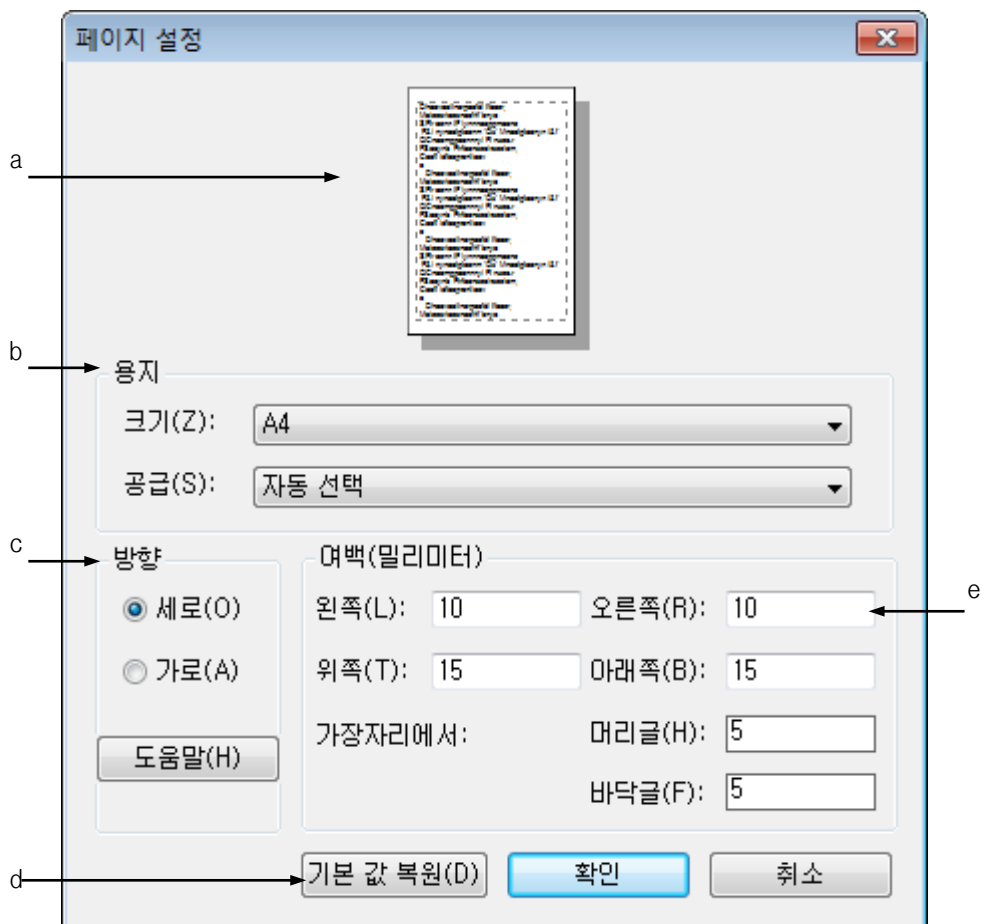 페이지 설정
a
b
용지
크기(Z): A4
공급(S): 자동 선택
c
방향
세로(O)
가로(A)
도움말(H)
여백(밀리미터)
왼쪽(L): 10 오른쪽(R): 10
e
위쪽(T): 15 아래쪽(B): 15
가장자리에서: 머리글(H): 5
바닥글(F): 5
d
기본 값 복원(D) 확인 취소